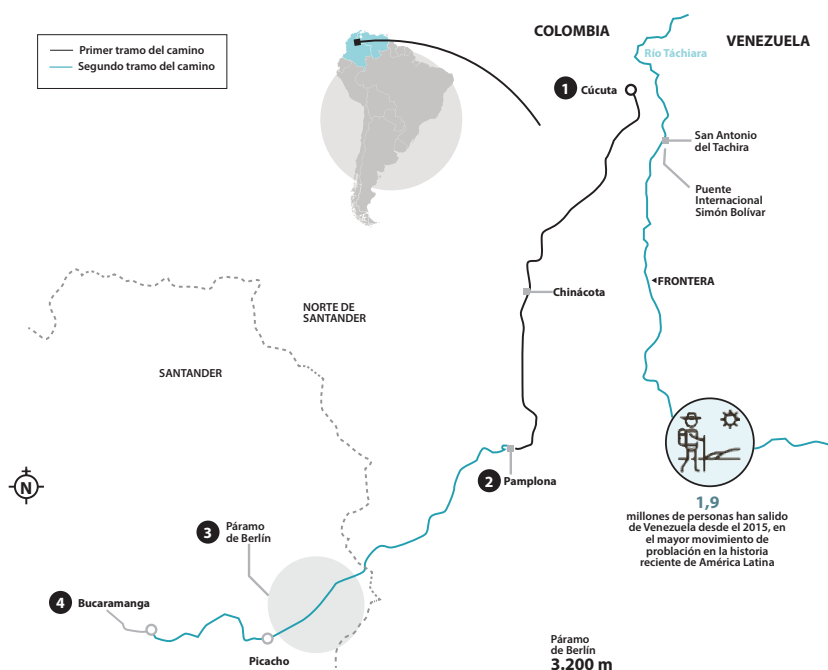 Primer tramo del camino
Segundo tramo del camino
COLOMBIA
VENEZUELA
Río Táchiara
1 Cúcuta
San Antonio
del Tachira
Puente
Internacional
Simón Bolívar
FRONTERA
Chinácota
NORTE DE
SANTANDER
SANTANDER
N
2 Pamplona
1,9
millones de personas han salido
de Venezuela desde el 2015, en
el mayor movimiento de
problación en la historia
reciente de América Latina
3 Páramo
de Berlín
4 Bucaramanga
Picacho
Páramo
de Berlín
3.200 m